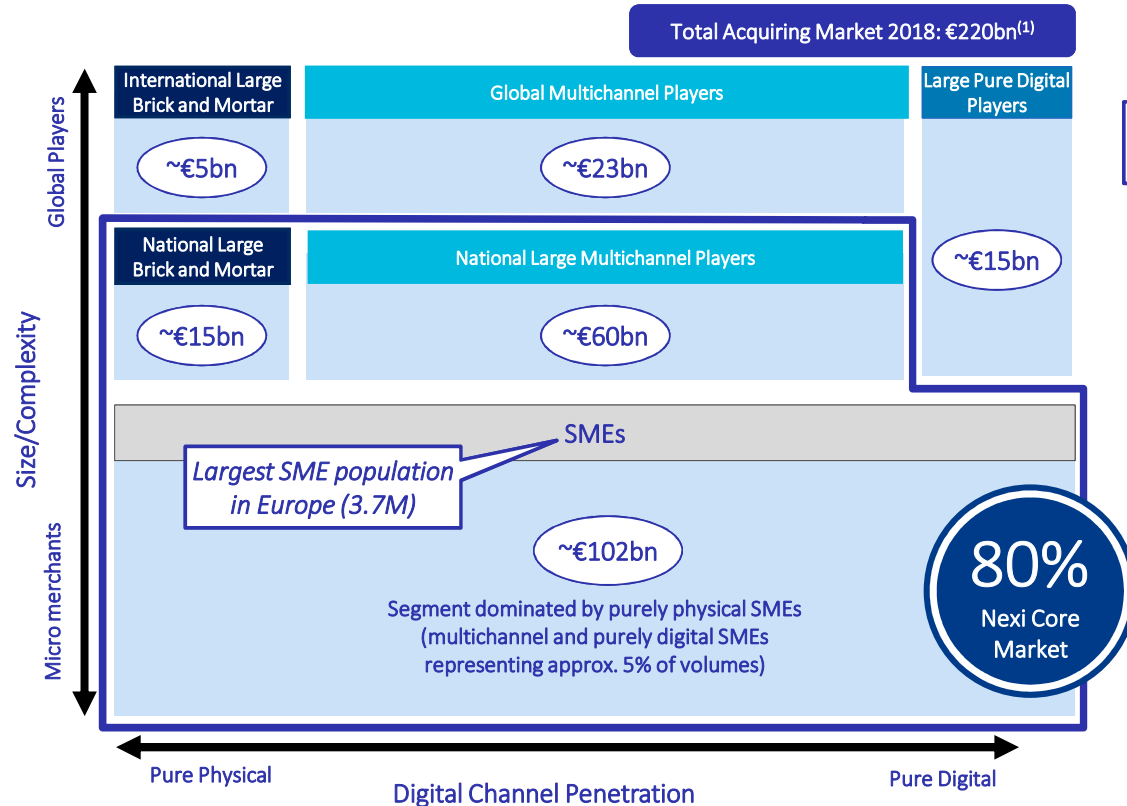 Total Acquiring Market 2018: €220bn(1)
Global Players
International Large
Brick and Mortar
Global Multichannel Players
Large Pure Digital
Players
~€5bn
~€23bn
~€15bn
National Large
Brick and Mortar
National Large Multichannel Players
~€15bn
~€60bn
Size/Complexity
SMEs
Largest SME population
in Europe (3.7M)
Micro merchants
~€102bn
Segment dominated by purely physical SMEs
(multichannel and purely digital SMEs
representing approx. 5% of volumes)
80%
Nexi Core
Market
Pure Physical
Digital Channel Penetration
Pure Digital